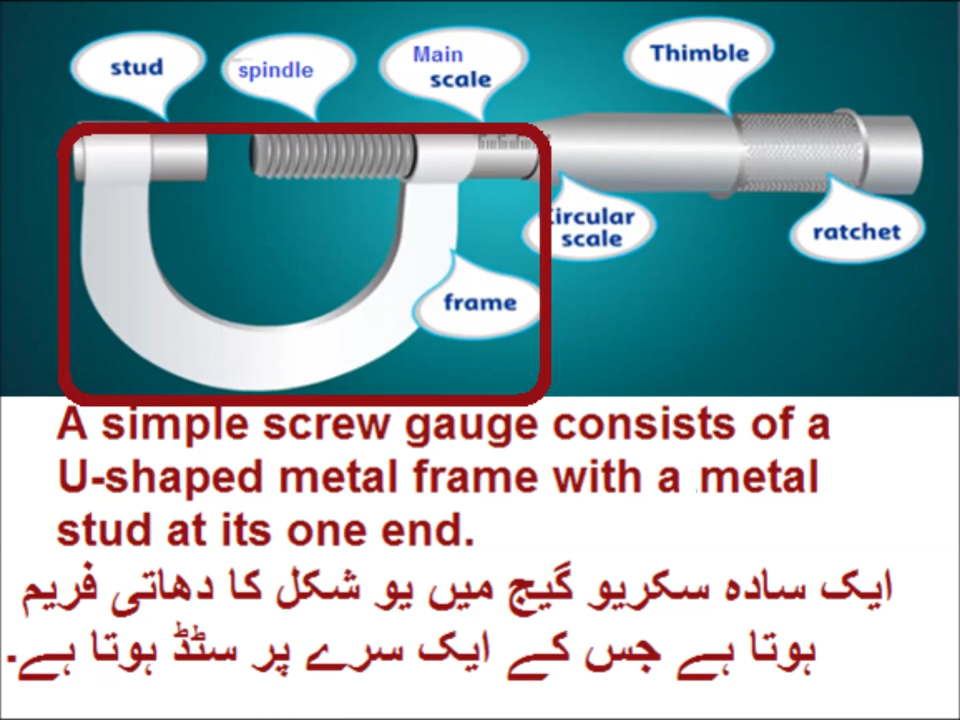 stud
spindle
Main
scale
Thimble
Circular
scale
ratchet
frame
A simple screw gauge consists of a
U-shaped metal frame with a metal
stud at its one end.
ایک سادہ سکریو گیج میں یو شکل کا دھاتی فریم
ہوتا ہے جس کے ایک سرے پر سٹڈ ہوتا ہے۔